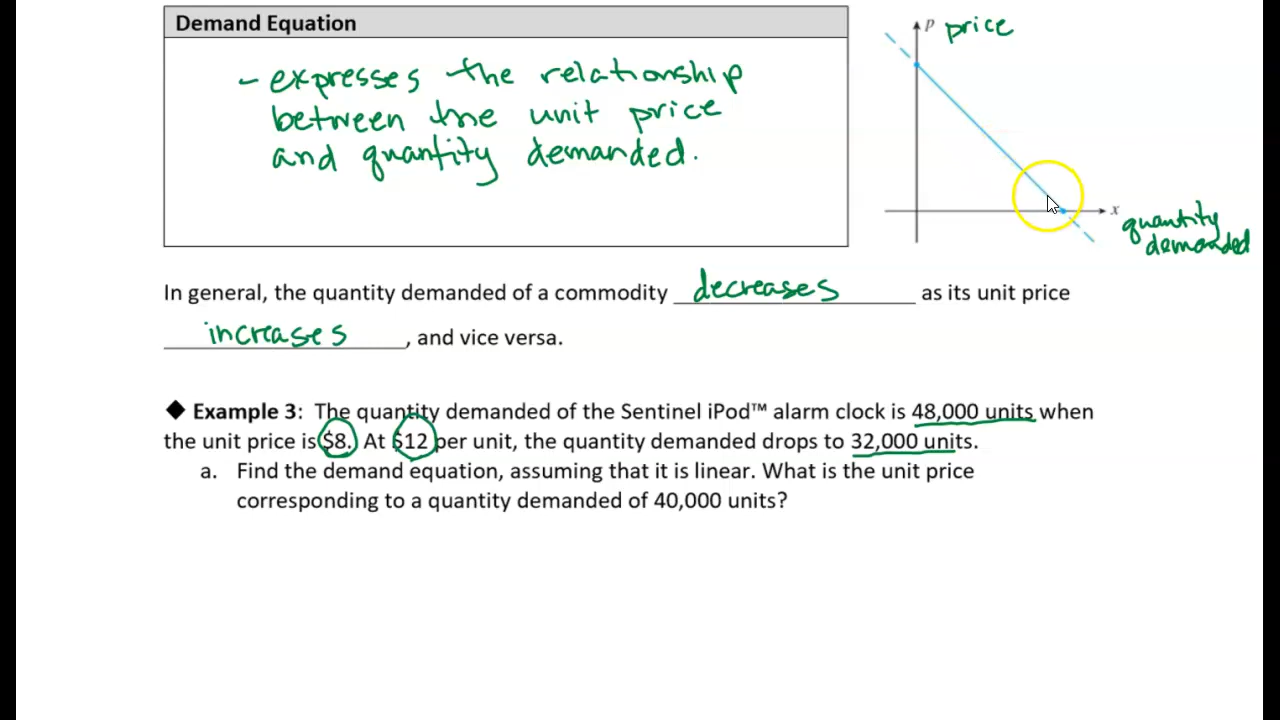 Demand Equation
- expresses the relationship
between the unit price
and quantity demanded.
p price
x
quantity
demanded
In general, the quantity demanded of a commodity decreases as its unit price
increases, and vice versa.
◆ Example 3: The quantity demanded of the Sentinel iPod™ alarm clock is 48,000 units when
the unit price is $8. At $12 per unit, the quantity demanded drops to 32,000 units.
a. Find the demand equation, assuming that it is linear. What is the unit price
corresponding to a quantity demanded of 40,000 units?